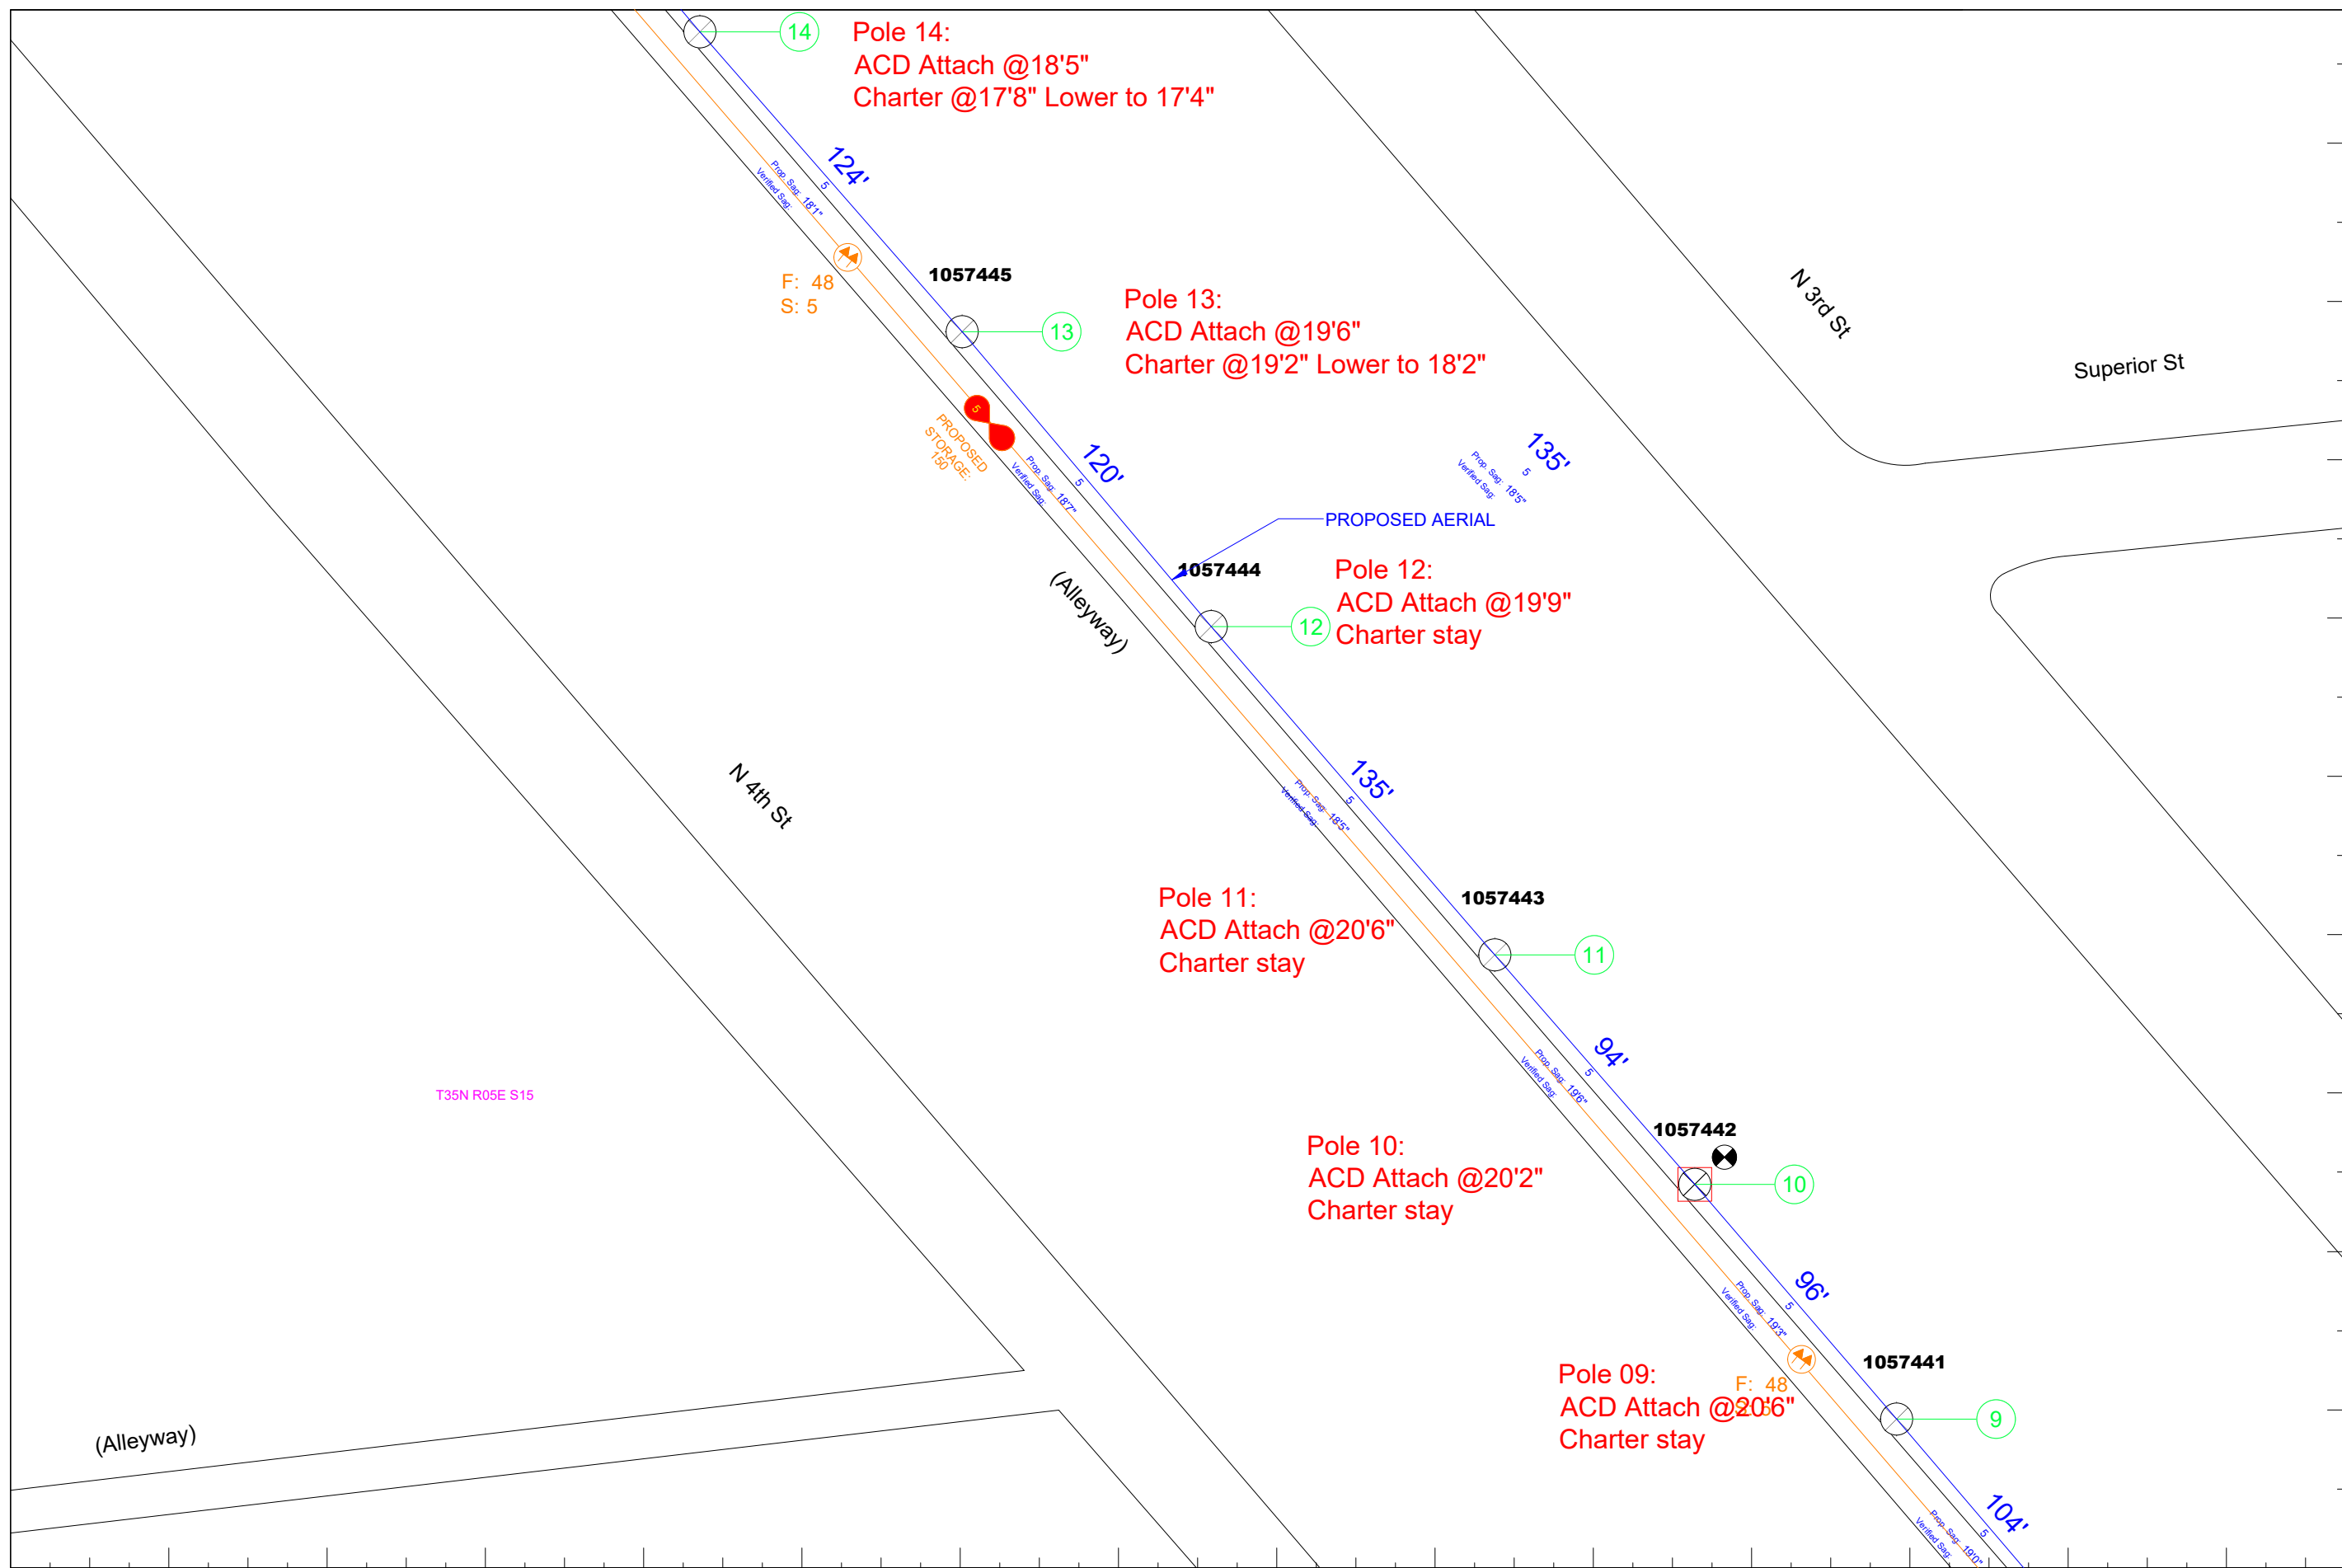 14
Pole 14:
ACD Attach @18'5"
Charter @17'8" Lower to 17'4"
124'
5
Prop. Sag: 18'1"
Verified Sag:
F: 48
S: 5
1057445
13
Pole 13:
ACD Attach @19'6"
Charter @19'2" Lower to 18'2"
N 3rd St
Superior St
5
PROPOSED
STORAGE:
150
120'
5
Prop. Sag: 18'7"
Verified Sag:
135'
5
Prop. Sag: 18'5"
Verified Sag:
PROPOSED AERIAL
1057444
12
Pole 12:
ACD Attach @19'9"
Charter stay
(Alleyway)
N 4th St
135'
5
Prop. Sag: 18'5"
Verified Sag:
Pole 11:
ACD Attach @20'6"
Charter stay
1057443
11
94'
5
Prop. Sag: 19'6"
Verified Sag:
T35N R05E S15
1057442
10
Pole 10:
ACD Attach @20'2"
Charter stay
96'
5
Prop. Sag: 19'3"
Verified Sag:
1057441
9
Pole 09:
ACD Attach @20'6"
Charter stay
F: 48
S: 5
(Alleyway)
104'
5
Prop. Sag: 19'0"
Verified Sag: